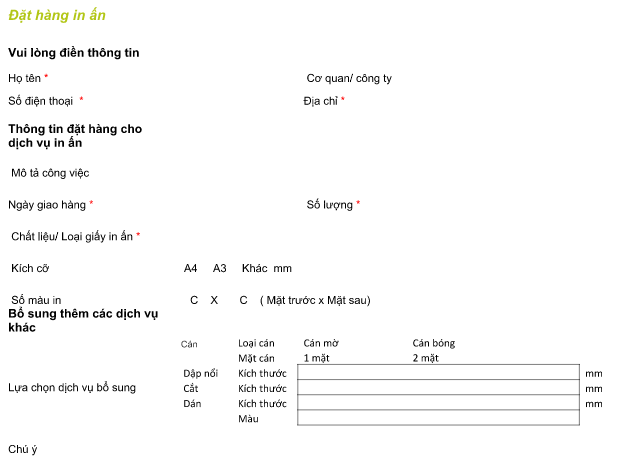 Đặt hàng in ấn
Vui lòng điền thông tin
Họ tên * Cơ quan/ công ty
Số điện thoại * Địa chỉ *
Thông tin đặt hàng cho
dịch vụ in ấn
Mô tả công việc
Ngày giao hàng * Số lượng *
Chất liệu/ Loại giấy in ấn *
Kích cỡ A4 A3 Khác mm
Số màu in C X C ( Mặt trước x Mặt sau)
Bổ sung thêm các dịch vụ
khác
Cán Loại cán Cán mờ Cán bóng
Mặt cán 1 mặt 2 mặt
Dập nổi Kích thước mm
Lựa chọn dịch vụ bổ sung Cắt Kích thước mm
Dán Kích thước mm
Màu
Chú ý